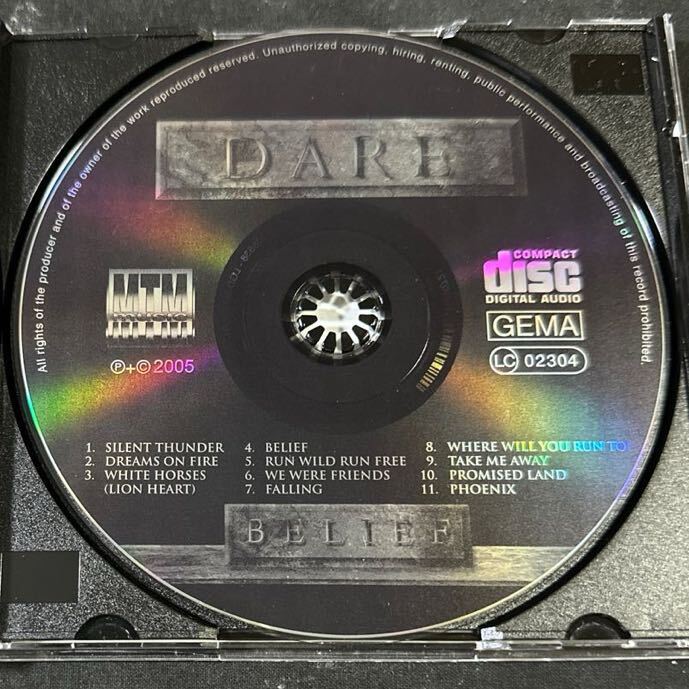 All rights of the producer and of the owner of the work reproduced reserved. Unauthorized copying, hiring, renting, public performance and broadcasting of this record prohibited.
DARE
MTM
MUSIC
℗+© 2005
COMPACT
disc
DIGITAL AUDIO
GEMA
LC 02304
1. SILENT THUNDER
2. DREAMS ON FIRE
3. WHITE HORSES
(LION HEART)
4. BELIEF
5. RUN WILD RUN FREE
6. WE WERE FRIENDS
7. FALLING
8. WHERE WILL YOU RUN TO
9. TAKE ME AWAY
10. PROMISED LAND
11. PHOENIX
BELIEF